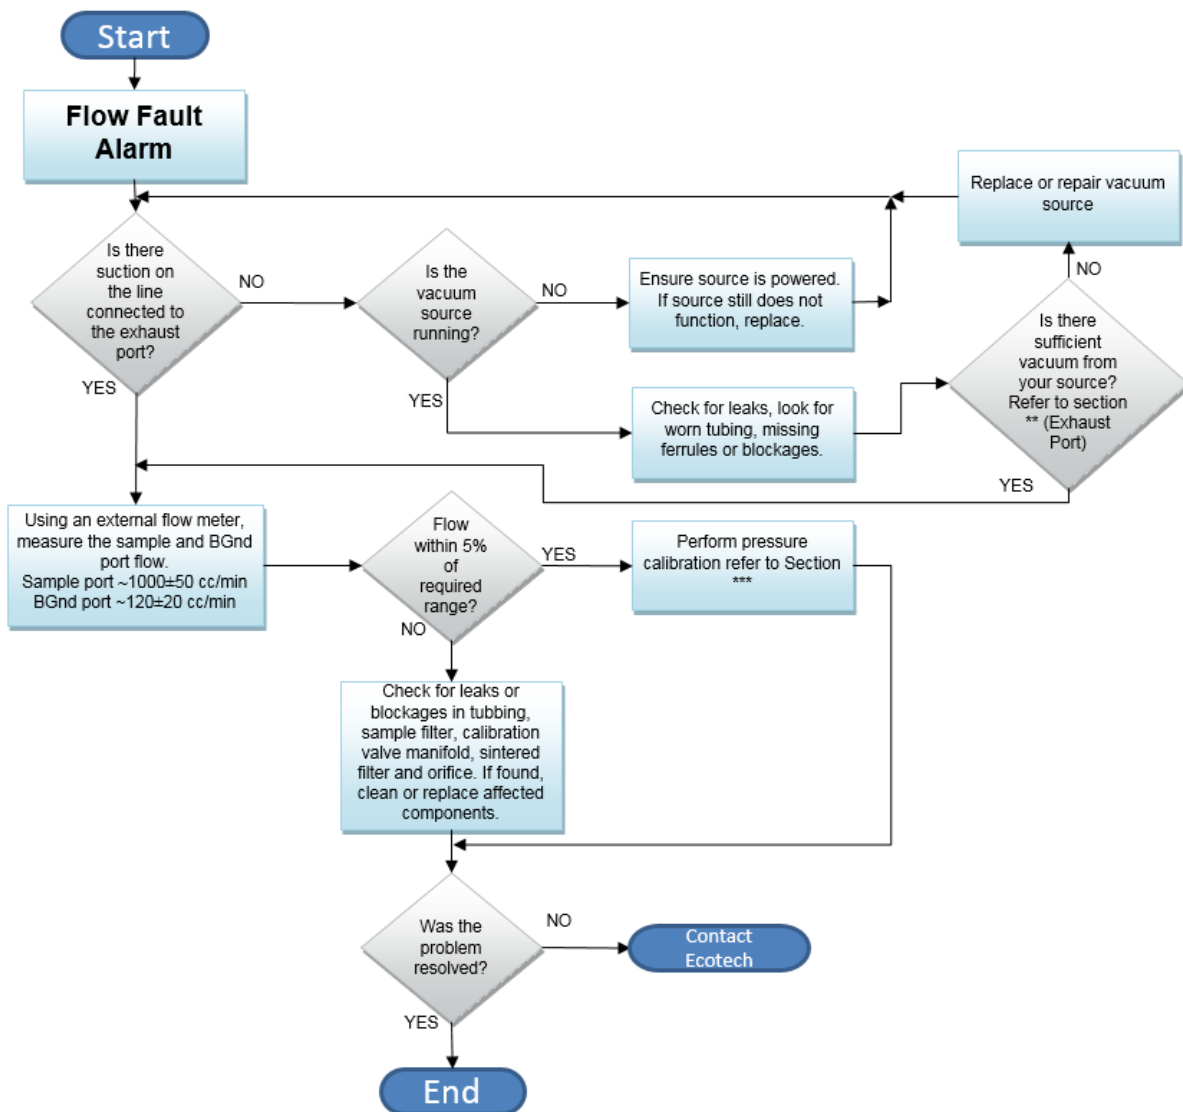 Start
Flow Fault
Alarm
Replace or repair vacuum
source
Is there
suction on
the line
connected to
the exhaust
port?
NO
Is the
vacuum
source
running?
NO
Ensure source is powered.
If source still does not
function, replace.
NO
Is there
sufficient
vacuum from
your source?
Refer to section
** (Exhaust
Port)
YES
YES
Check for leaks, look for
worn tubing, missing
ferrules or blockages.
YES
Using an external flow meter,
measure the sample and BGnd
port flow.
Sample port ~1000±50 cc/min
BGnd port ~120±20 cc/min
Flow
within 5%
of
required
range?
YES
Perform pressure
calibration refer to Section
***
NO
Check for leaks or
blockages in tubbing,
sample filter, calibration
valve manifold, sintered
filter and orifice. If found,
clean or replace affected
components.
Was the
problem
resolved?
NO
Contact
Ecotech
YES
End